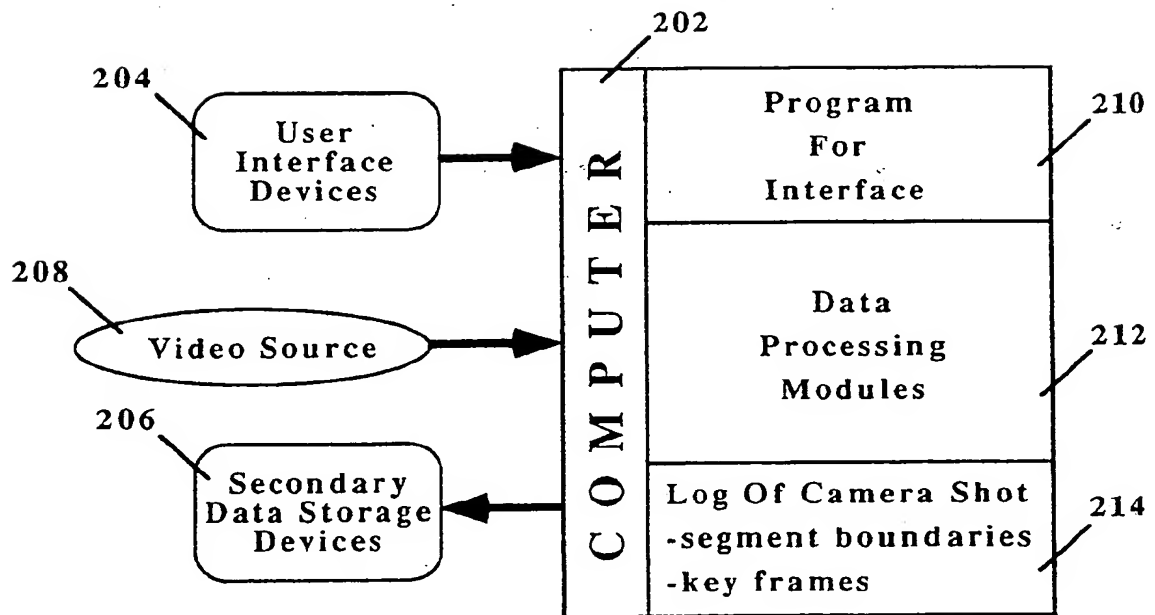 202
204
User
Interface
Devices
208
Video Source
206
Secondary
Data Storage
Devices
COMPUTER
Program
For
Interface
210
Data
Processing
Modules
212
Log Of Camera Shot
-segment boundaries
-key frames
214